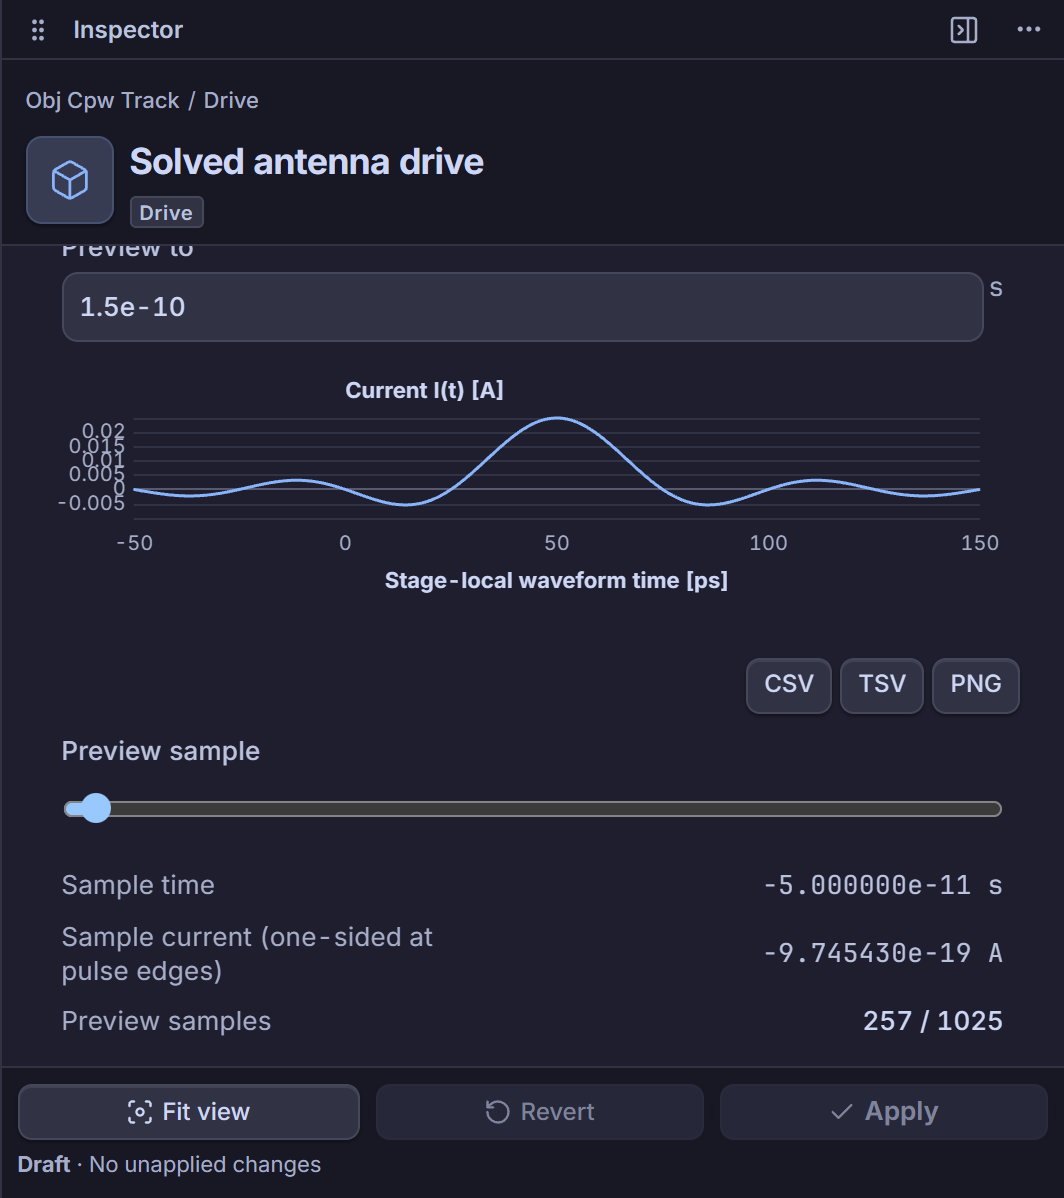 Inspector
Obj Cpw Track / Drive
Solved antenna drive
Drive
Preview to
1.5e-10
s
Current I(t) [A]
0.02
0.015
0.01
0.005
0
-0.005
-50 0 50 100 150
Stage-local waveform time [ps]
CSV TSV PNG
Preview sample
Sample time -5.000000e-11 s
Sample current (one-sided at
pulse edges) -9.745430e-19 A
Preview samples 257 / 1025
Fit view Revert Apply
Draft · No unapplied changes